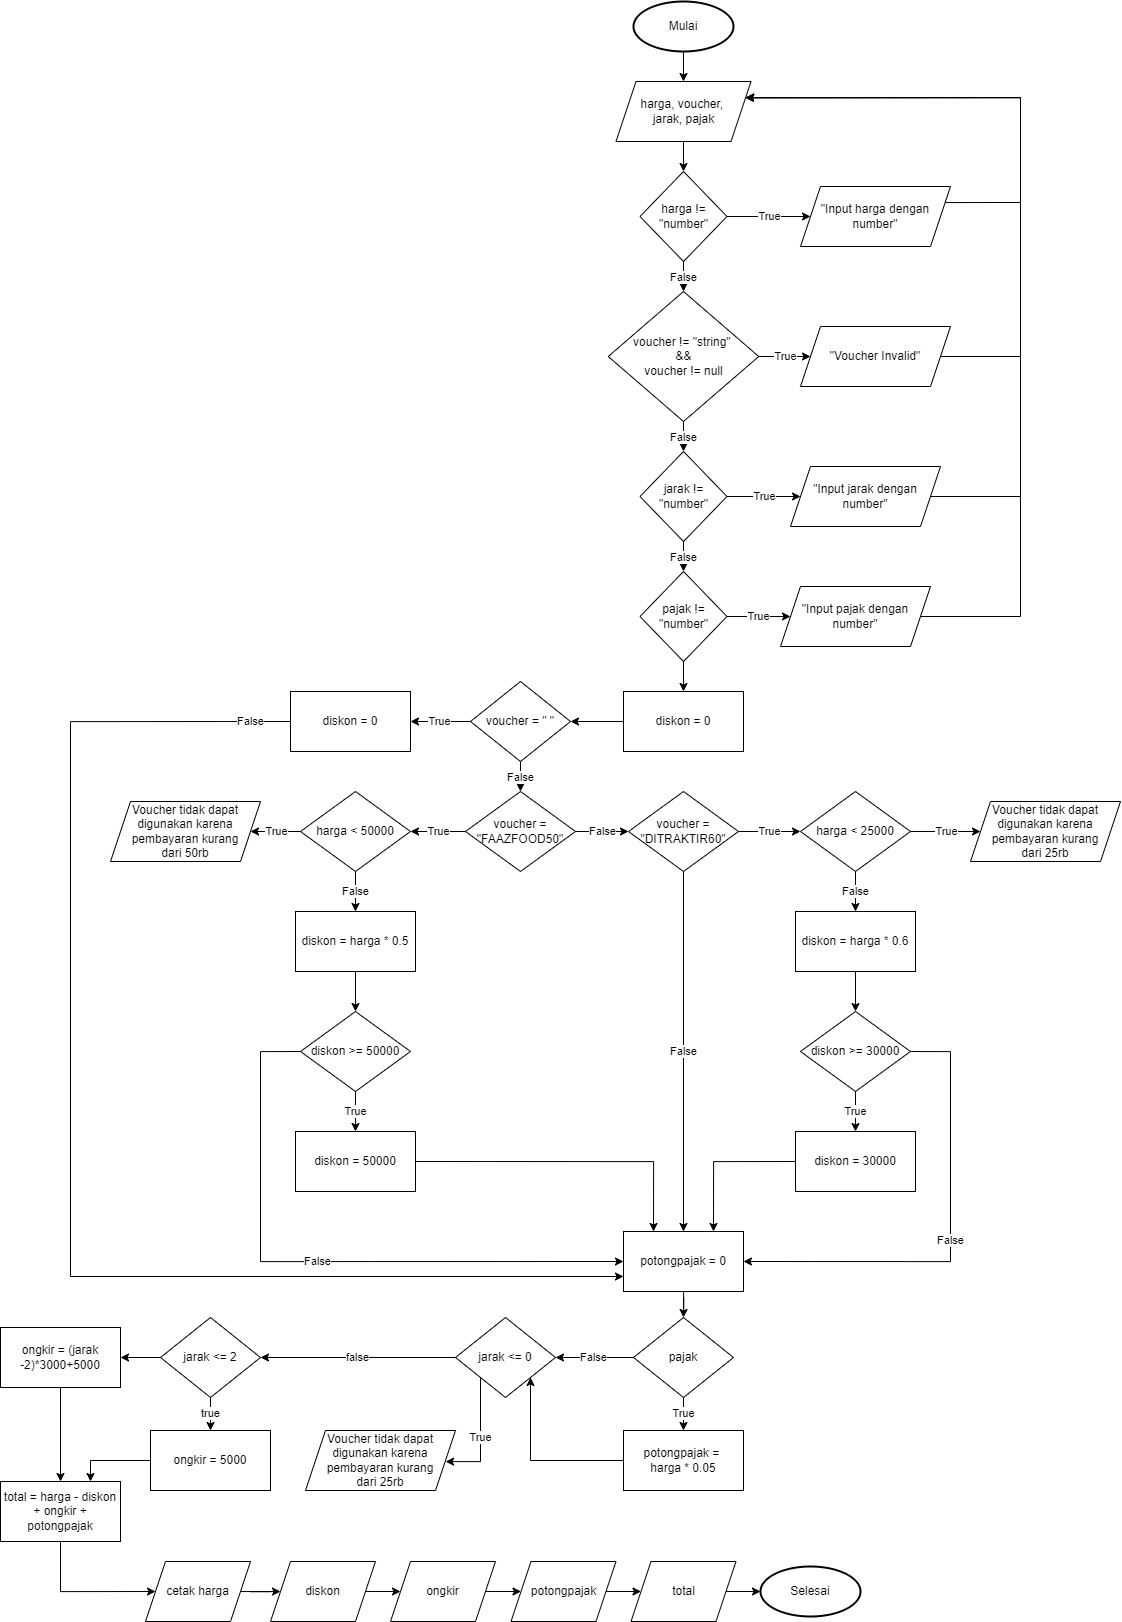 Mulai
harga, voucher,
jarak, pajak
harga !=
"number"
True
"Input harga dengan
number"
False
voucher != "string"
&&
voucher != null
True
"Voucher Invalid"
False
jarak !=
"number"
True
"Input jarak dengan
number"
False
pajak !=
"number"
True
"Input pajak dengan
number"
False
diskon = 0
True
voucher = " "
diskon = 0
False
Voucher tidak dapat
digunakan karena
pembayaran kurang
dari 50rb
True
harga < 50000
True
voucher =
"FAAZFOOD50"
False
voucher =
"DITRAKTIR60"
True
harga < 25000
True
Voucher tidak dapat
digunakan karena
pembayaran kurang
dari 25rb
False
False
diskon = harga * 0.5
diskon = harga * 0.6
diskon >= 50000
False
diskon >= 30000
True
True
diskon = 50000
diskon = 30000
False
False
potongpajak = 0
ongkir = (jarak
-2)*3000+5000
jarak <= 2
false
jarak <= 0
False
pajak
true
True
True
ongkir = 5000
Voucher tidak dapat
digunakan karena
pembayaran kurang
dari 25rb
potongpajak =
harga * 0.05
total = harga - diskon
+ ongkir +
potongpajak
cetak harga
diskon
ongkir
potongpajak
total
Selesai